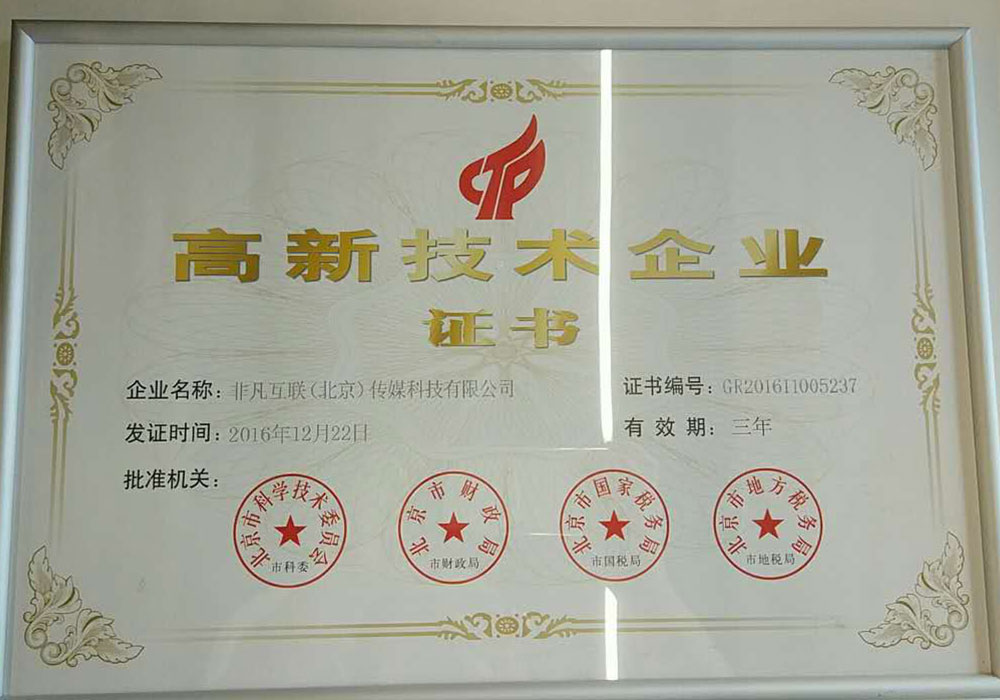 CTP
高新技术企业
证书
企业名称：非凡互联(北京)传媒科技有限公司
证书编号：GR201611005237
发证时间：2016年12月22日
有效期：三年
批准机关：
北京市科学技术委员会
市科委
北京市财政局
市财政局
北京市国家税务局
市国税局
北京市地方税务局
市地税局